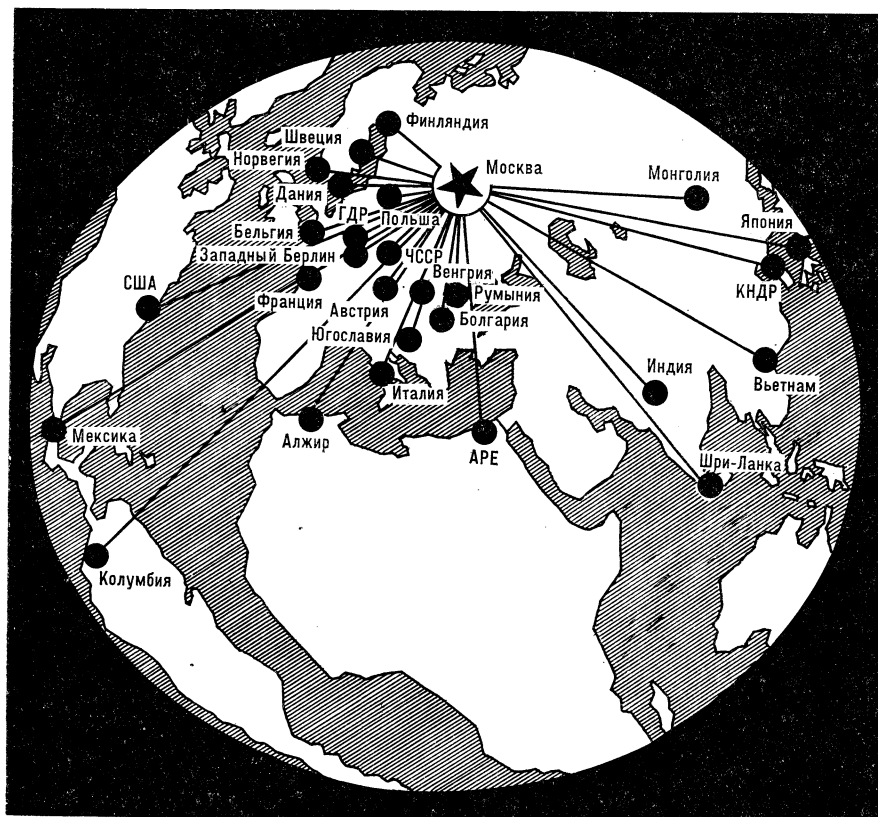 Финляндия
Швеция
Норвегия
Москва
Монголия
Дания
ГДР
Польша
Япония
Бельгия
Западный Берлин
ЧССР
Венгрия
США
Франция
Австрия
Румыния
КНДР
Болгария
Югославия
Индия
Вьетнам
Италия
Мексика
Алжир
АРЕ
Шри-Ланка
Колумбия